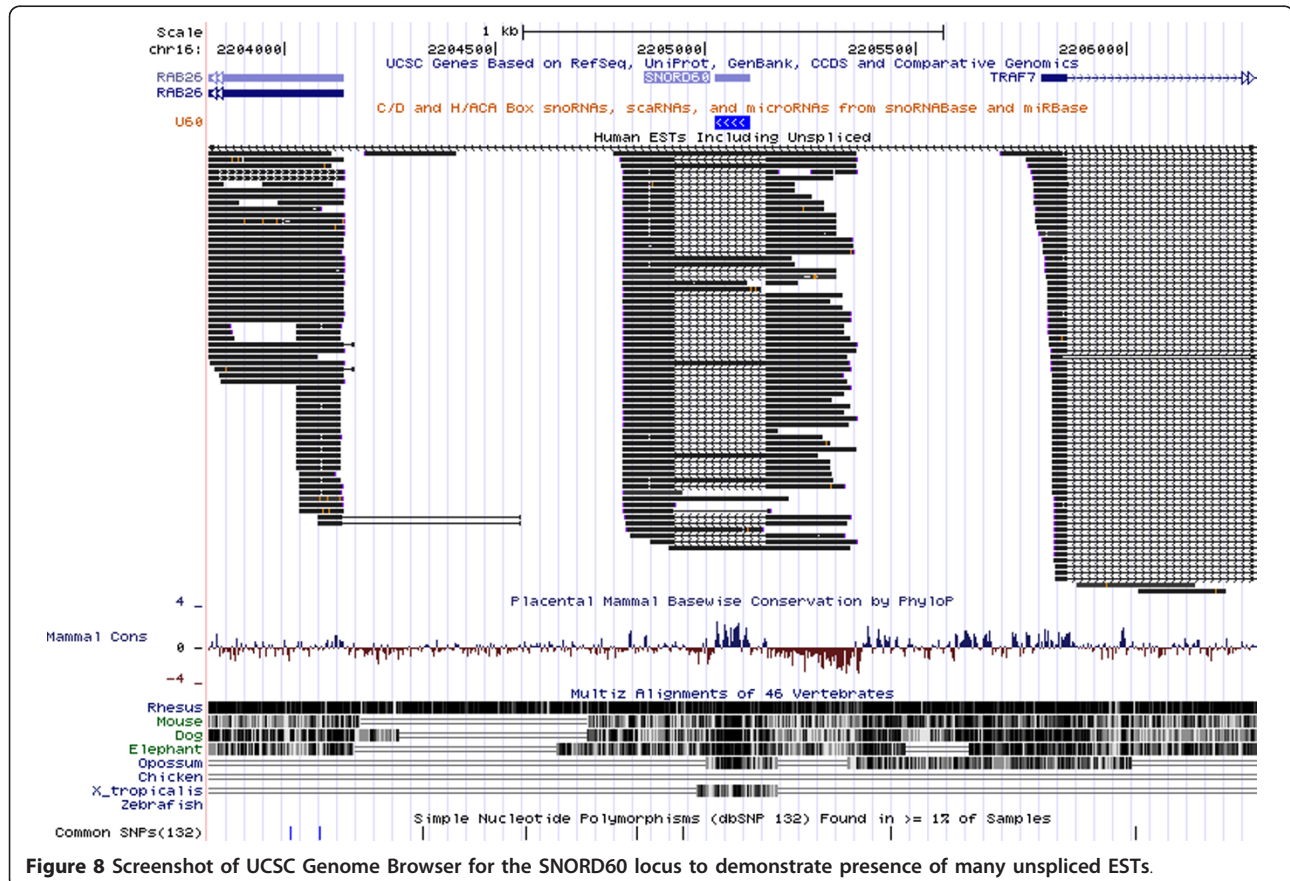 Scale 1 kb
chr16: 2204000 2204500 2205000 2205500 2206000
UCSC Genes Based on RefSeq, UniProt, GenBank, CCDS and Comparative Genomics
RAB26 SNORD60 TRAF7
RAB26
C/D and H/ACA Box snoRNAs, scaRNAs, and microRNAs from snoRNABase and miRBase
U60
Human ESTs Including Unspliced
4 _
Placental Mammal Basewise Conservation by PhyloP
Mammal Cons
0 -
-4 _
Multiz Alignments of 46 Vertebrates
Rhesus
Mouse
Dog
Elephant
Opossum
Chicken
X_tropicalis
Zebrafish
Simple Nucleotide Polymorphisms (dbSNP 132) Found in >= 1% of Samples
Common SNPs(132)
Figure 8 Screenshot of UCSC Genome Browser for the SNORD60 locus to demonstrate presence of many unspliced ESTs.